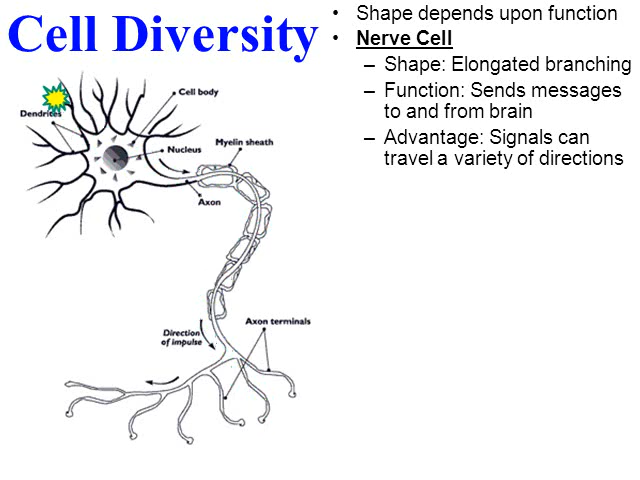 Cell Diversity
• Shape depends upon function
• Nerve Cell
– Shape: Elongated branching
– Function: Sends messages
to and from brain
– Advantage: Signals can
travel a variety of directions
Cell body
Dendrites
Nucleus
Myelin sheath
Axon
Axon terminals
Direction
of impulse